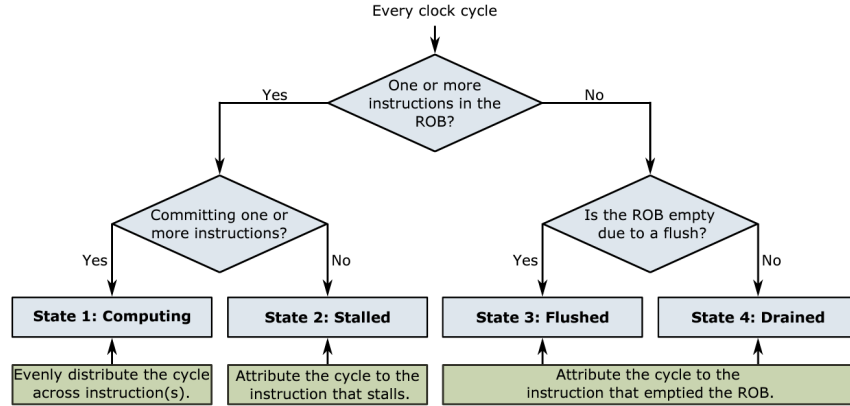 Every clock cycle
One or more
instructions in the
ROB?
Yes
No
Committing one or
more instructions?
Is the ROB empty
due to a flush?
Yes
No
Yes
No
State 1: Computing
State 2: Stalled
State 3: Flushed
State 4: Drained
Evenly distribute the cycle
across instruction(s).
Attribute the cycle to the
instruction that stalls.
Attribute the cycle to the
instruction that emptied the ROB.